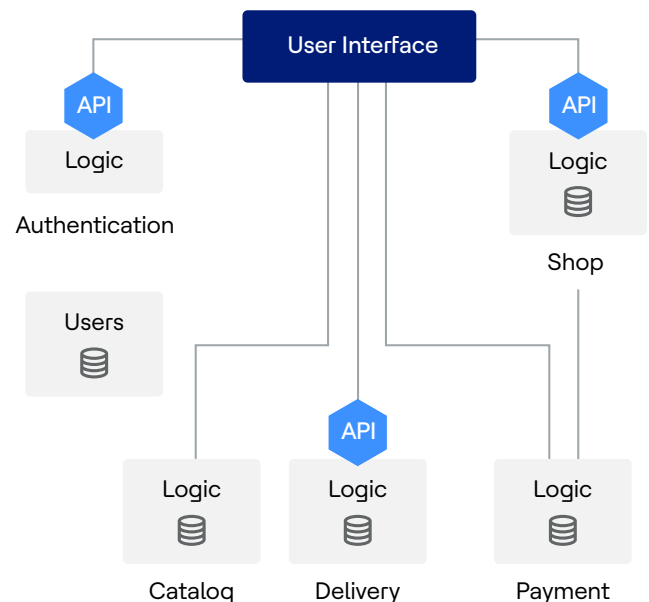 User Interface
API
API
Logic
Logic
Authentication
Shop
Users
API
Logic
Logic
Logic
Catalog
Delivery
Payment